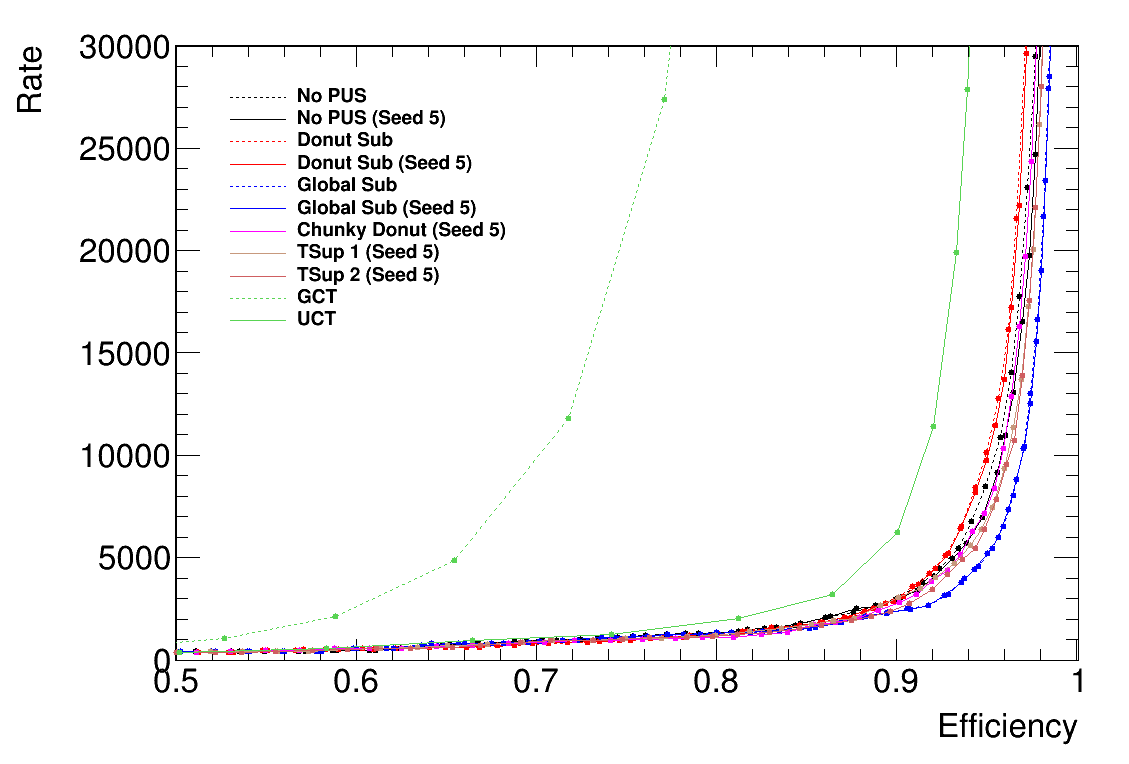 Rate
30000
25000
20000
15000
10000
5000
0
No PUS
No PUS (Seed 5)
Donut Sub
Donut Sub (Seed 5)
Global Sub
Global Sub (Seed 5)
Chunky Donut (Seed 5)
TSup 1 (Seed 5)
TSup 2 (Seed 5)
GCT
UCT
0.5 0.6 0.7 0.8 0.9 1
Efficiency